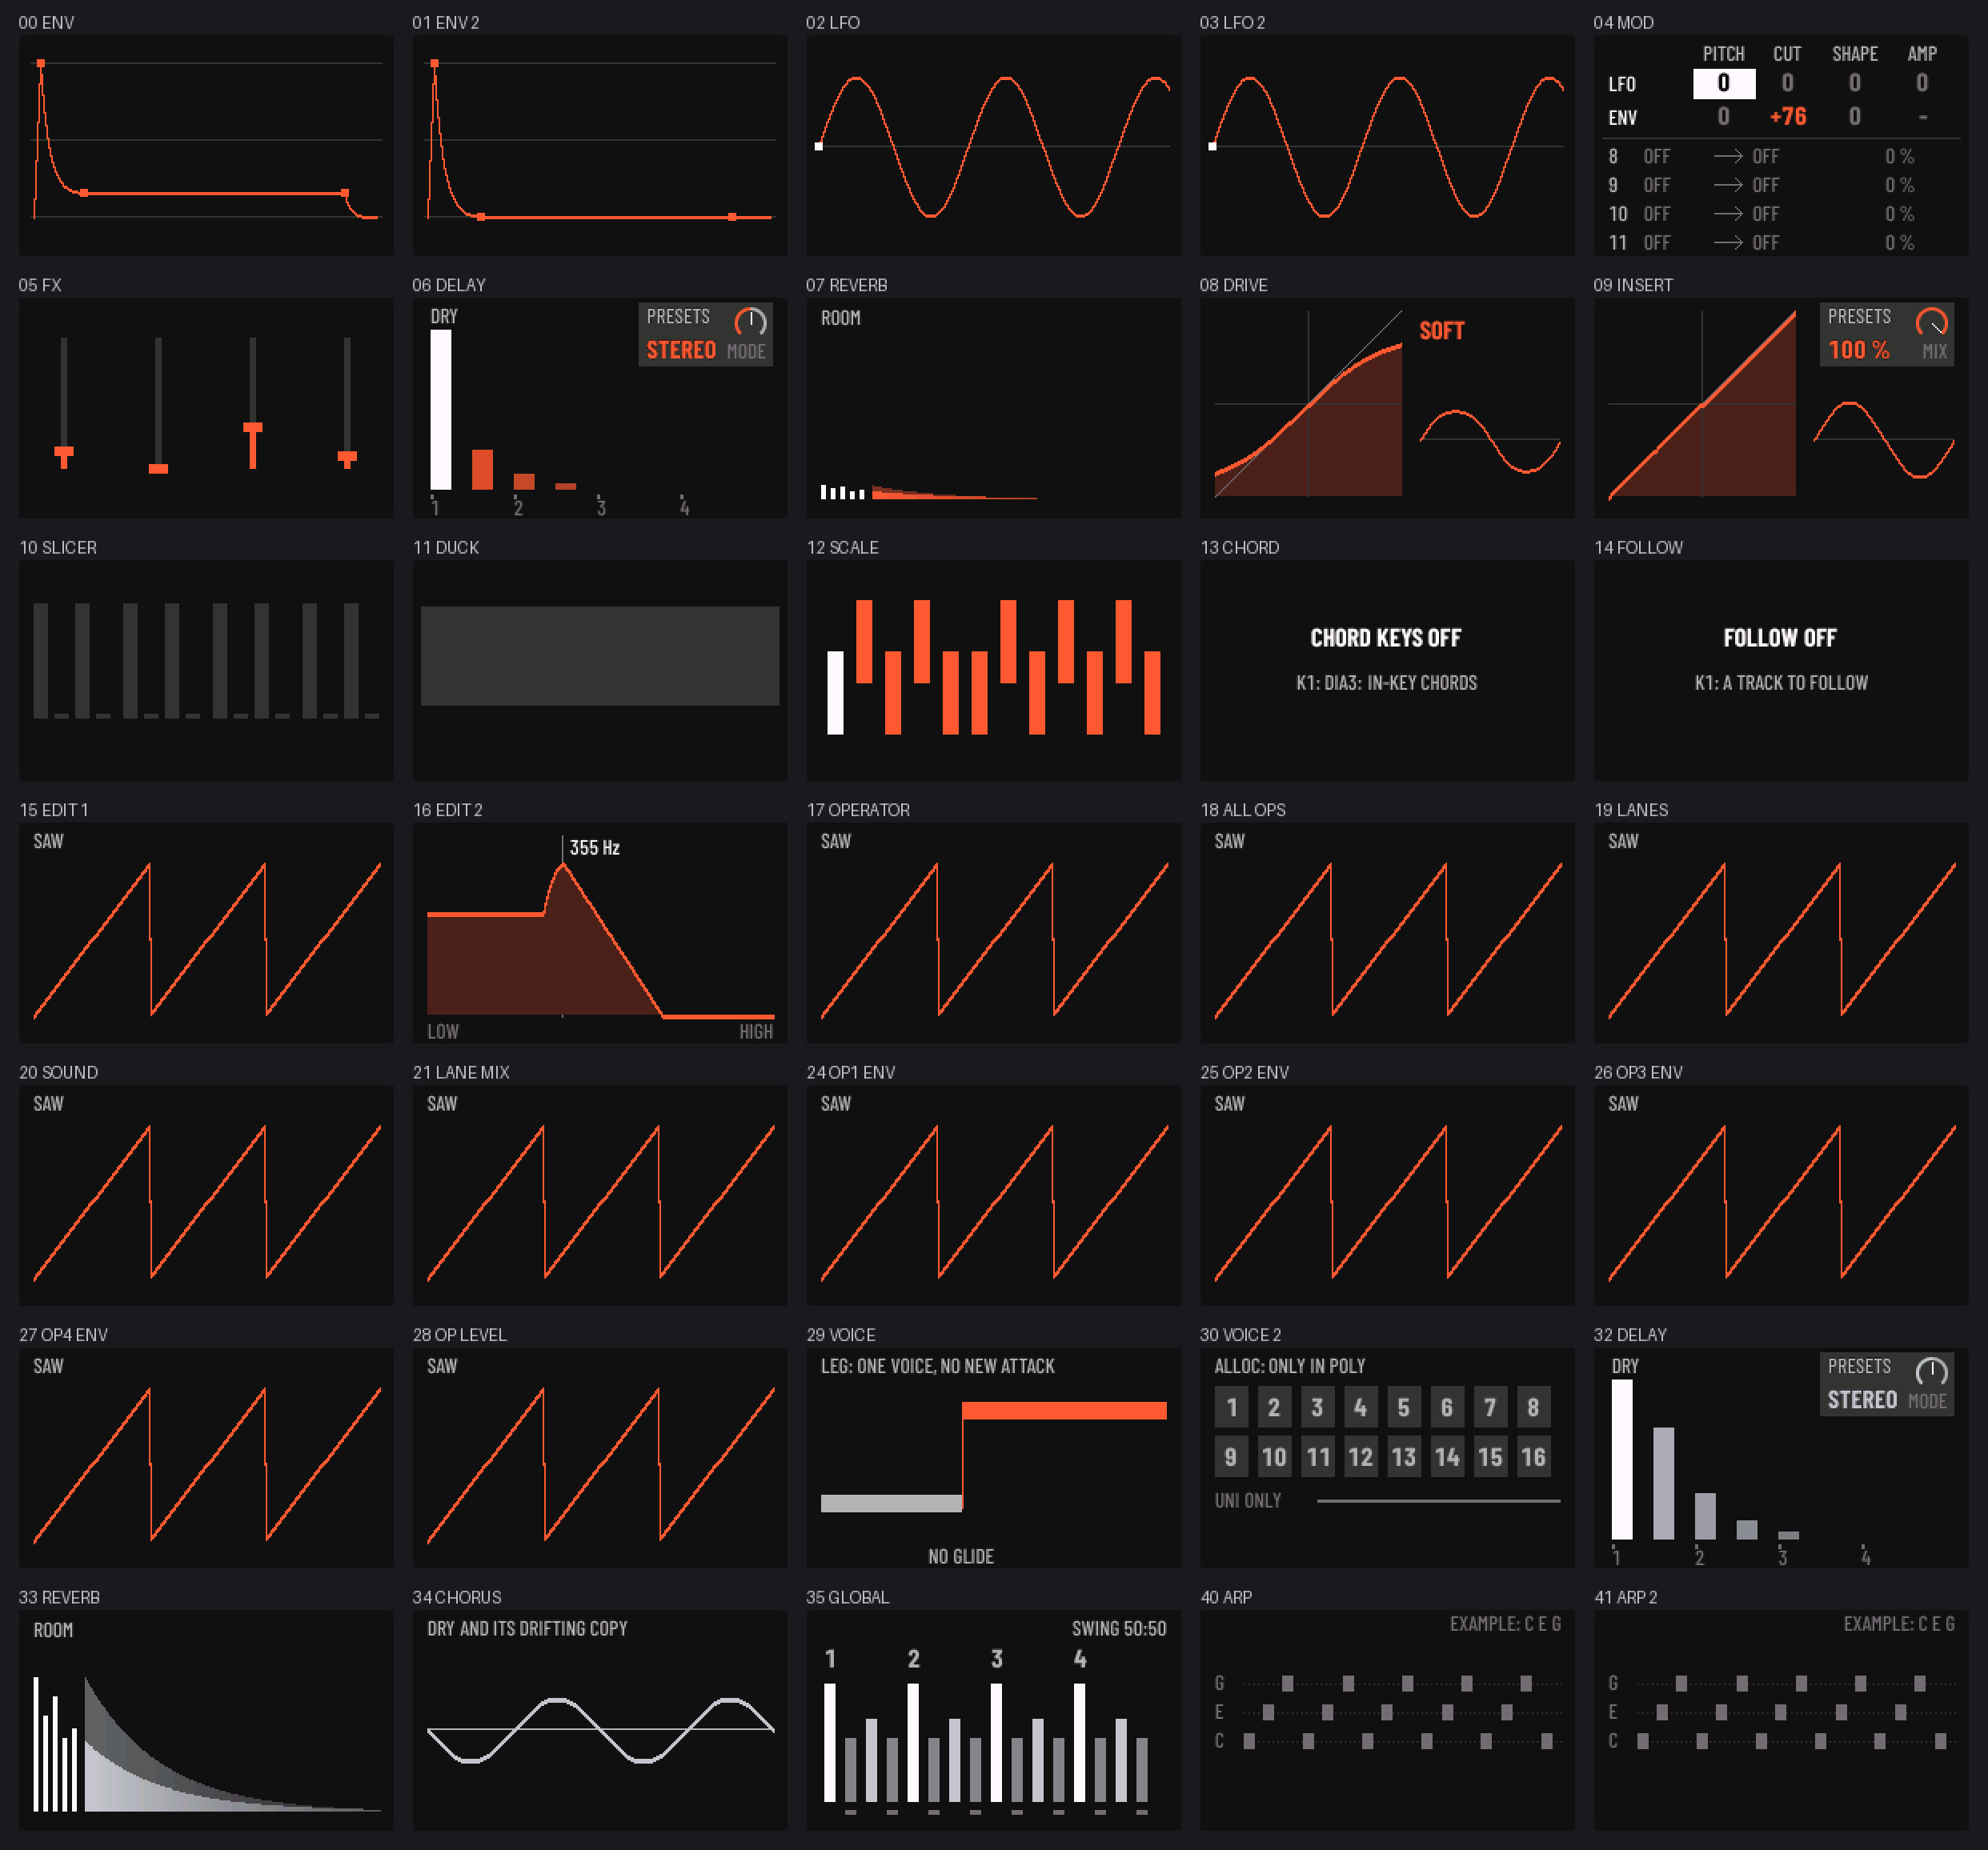 00 ENV
01 ENV 2
02 LFO
03 LFO 2
04 MOD
PITCH CUT SHAPE AMP
LFO 0 0 0 0
ENV 0 +76 0 -
8 OFF → OFF 0 %
9 OFF → OFF 0 %
10 OFF → OFF 0 %
11 OFF → OFF 0 %
05 FX
06 DELAY
DRY
PRESETS
STEREO MODE
1 2 3 4
07 REVERB
ROOM
08 DRIVE
SOFT
09 INSERT
PRESETS
100 % MIX
10 SLICER
11 DUCK
12 SCALE
13 CHORD
CHORD KEYS OFF
K1: DIA3: IN-KEY CHORDS
14 FOLLOW
FOLLOW OFF
K1: A TRACK TO FOLLOW
15 EDIT 1
SAW
16 EDIT 2
355 Hz
LOW HIGH
17 OPERATOR
SAW
18 ALL OPS
SAW
19 LANES
SAW
20 SOUND
SAW
21 LANE MIX
SAW
24 OP1 ENV
SAW
25 OP2 ENV
SAW
26 OP3 ENV
SAW
27 OP4 ENV
SAW
28 OP LEVEL
SAW
29 VOICE
LEG: ONE VOICE, NO NEW ATTACK
NO GLIDE
30 VOICE 2
ALLOC: ONLY IN POLY
1 2 3 4 5 6 7 8
9 10 11 12 13 14 15 16
UNI ONLY
32 DELAY
DRY
PRESETS
STEREO MODE
1 2 3 4
33 REVERB
ROOM
34 CHORUS
DRY AND ITS DRIFTING COPY
35 GLOBAL
SWING 50:50
1 2 3 4
40 ARP
EXAMPLE: C E G
G
E
C
41 ARP 2
EXAMPLE: C E G
G
E
C